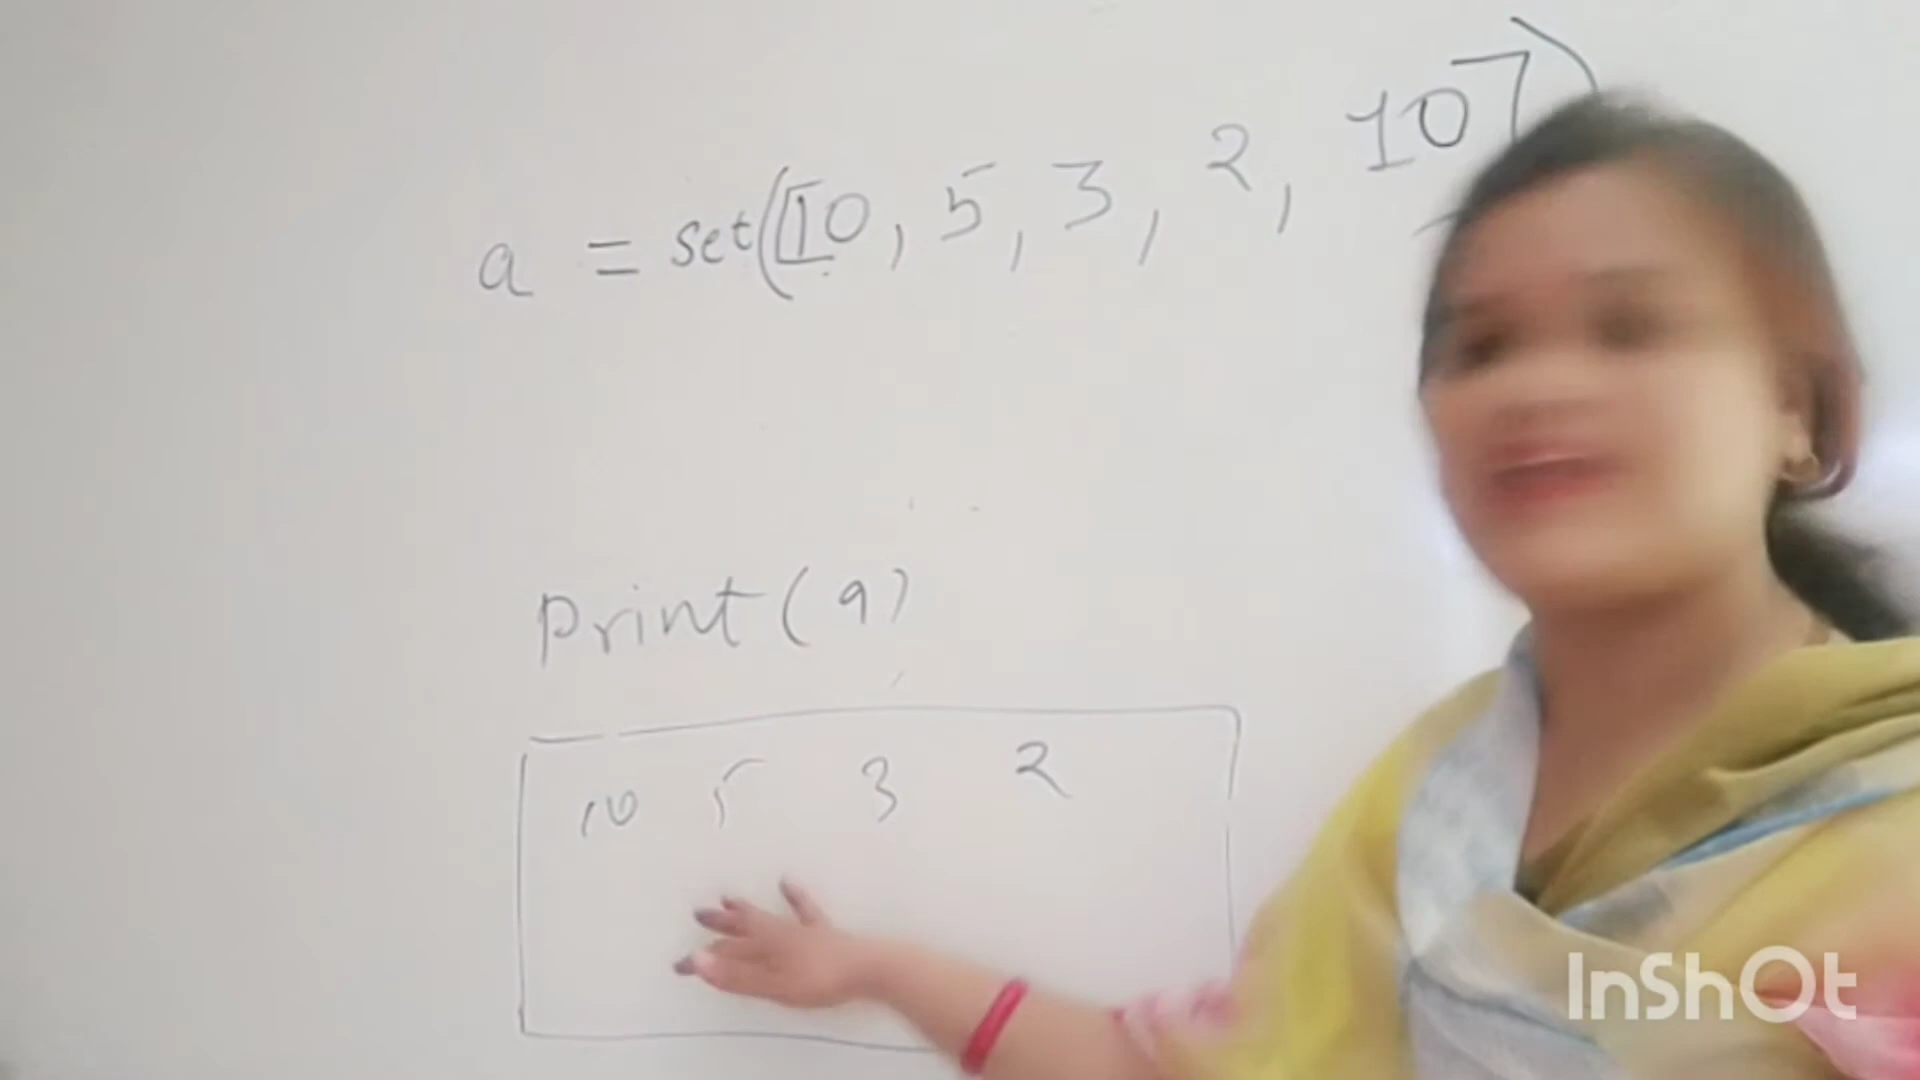 a = set([10, 5, 3, 2, 10])
print(a)
10 5 3 2
InShOt